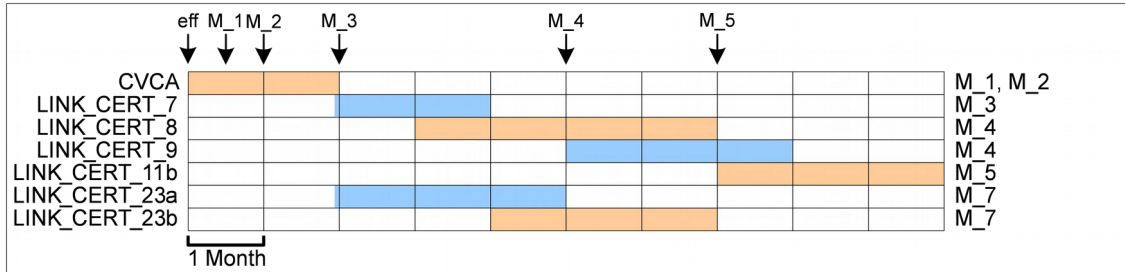 eff M_1 M_2 M_3 M_4 M_5
CVCA M_1, M_2
LINK_CERT_7 M_3
LINK_CERT_8 M_4
LINK_CERT_9 M_4
LINK_CERT_11b M_5
LINK_CERT_23a M_7
LINK_CERT_23b M_7
1 Month